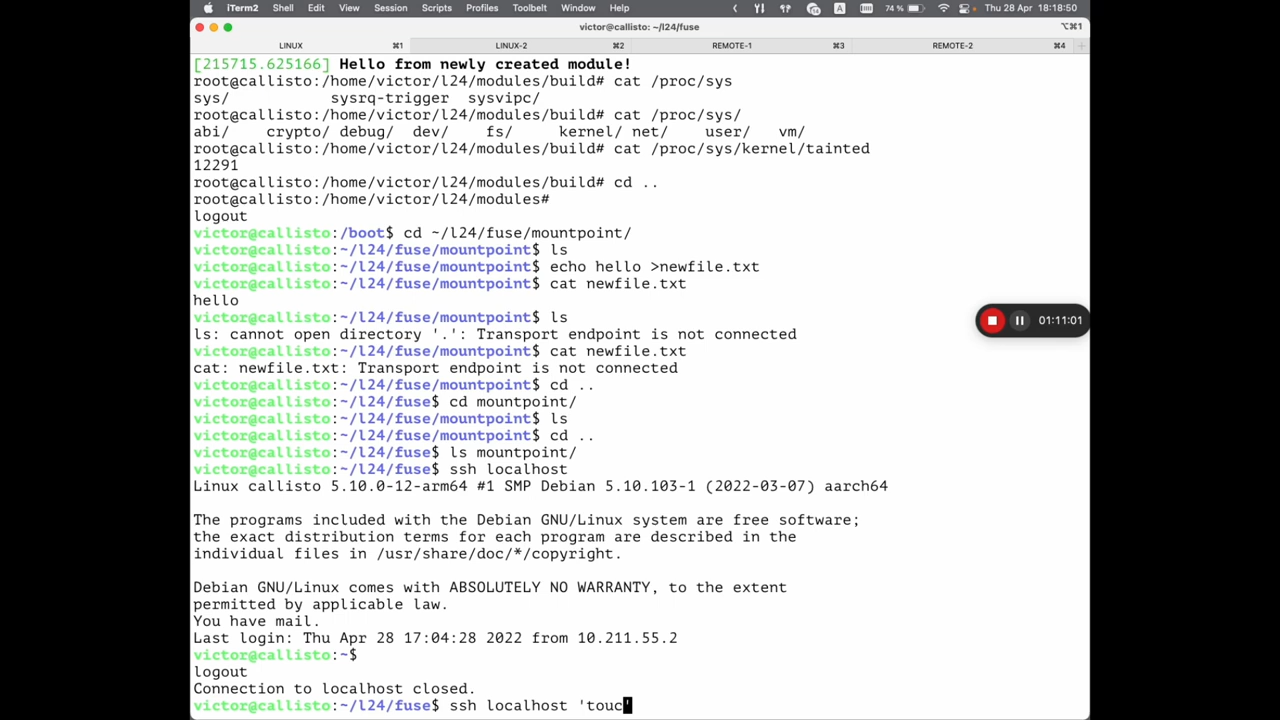 iTerm2 Shell Edit View Session Scripts Profiles Toolbelt Window Help 74 % Thu 28 Apr 18:18:50
victor@callisto: ~/l24/fuse ⌥⌘1
LINUX ⌘1 LINUX-2 ⌘2 REMOTE-1 ⌘3 REMOTE-2 ⌘4
[215715.625166] Hello from newly created module!
root@callisto:/home/victor/l24/modules/build# cat /proc/sys
sys/ sysrq-trigger sysvipc/
root@callisto:/home/victor/l24/modules/build# cat /proc/sys/
abi/ crypto/ debug/ dev/ fs/ kernel/ net/ user/ vm/
root@callisto:/home/victor/l24/modules/build# cat /proc/sys/kernel/tainted
12291
root@callisto:/home/victor/l24/modules/build# cd ..
root@callisto:/home/victor/l24/modules#
logout
victor@callisto:/boot$ cd ~/l24/fuse/mountpoint/
victor@callisto:~/l24/fuse/mountpoint$ ls
victor@callisto:~/l24/fuse/mountpoint$ echo hello >newfile.txt
victor@callisto:~/l24/fuse/mountpoint$ cat newfile.txt
hello
victor@callisto:~/l24/fuse/mountpoint$ ls
ls: cannot open directory '.': Transport endpoint is not connected
victor@callisto:~/l24/fuse/mountpoint$ cat newfile.txt
cat: newfile.txt: Transport endpoint is not connected
victor@callisto:~/l24/fuse/mountpoint$ cd ..
victor@callisto:~/l24/fuse$ cd mountpoint/
victor@callisto:~/l24/fuse/mountpoint$ ls
victor@callisto:~/l24/fuse/mountpoint$ cd ..
victor@callisto:~/l24/fuse$ ls mountpoint/
victor@callisto:~/l24/fuse$ ssh localhost
Linux callisto 5.10.0-12-arm64 #1 SMP Debian 5.10.103-1 (2022-03-07) aarch64
The programs included with the Debian GNU/Linux system are free software;
the exact distribution terms for each program are described in the
individual files in /usr/share/doc/*/copyright.
Debian GNU/Linux comes with ABSOLUTELY NO WARRANTY, to the extent
permitted by applicable law.
You have mail.
Last login: Thu Apr 28 17:04:28 2022 from 10.211.55.2
victor@callisto:~$
logout
Connection to localhost closed.
victor@callisto:~/l24/fuse$ ssh localhost 'touc'
01:11:01